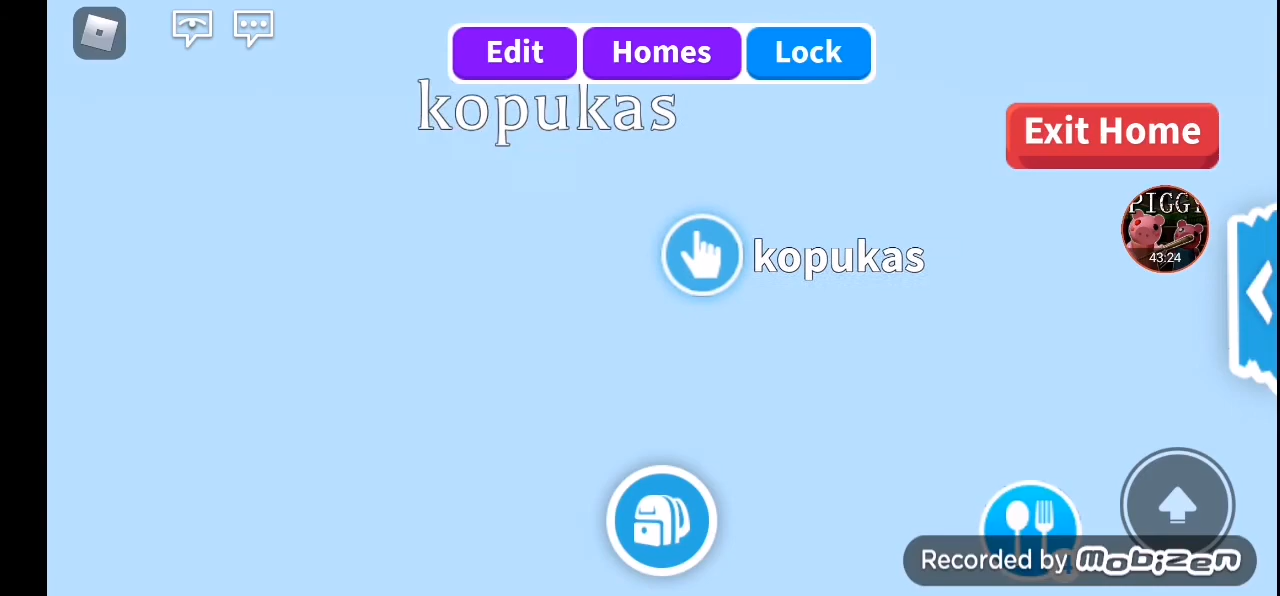 Edit Homes Lock
kopukas
Exit Home
PIGGY
43:24
kopukas
Recorded by Mobizen